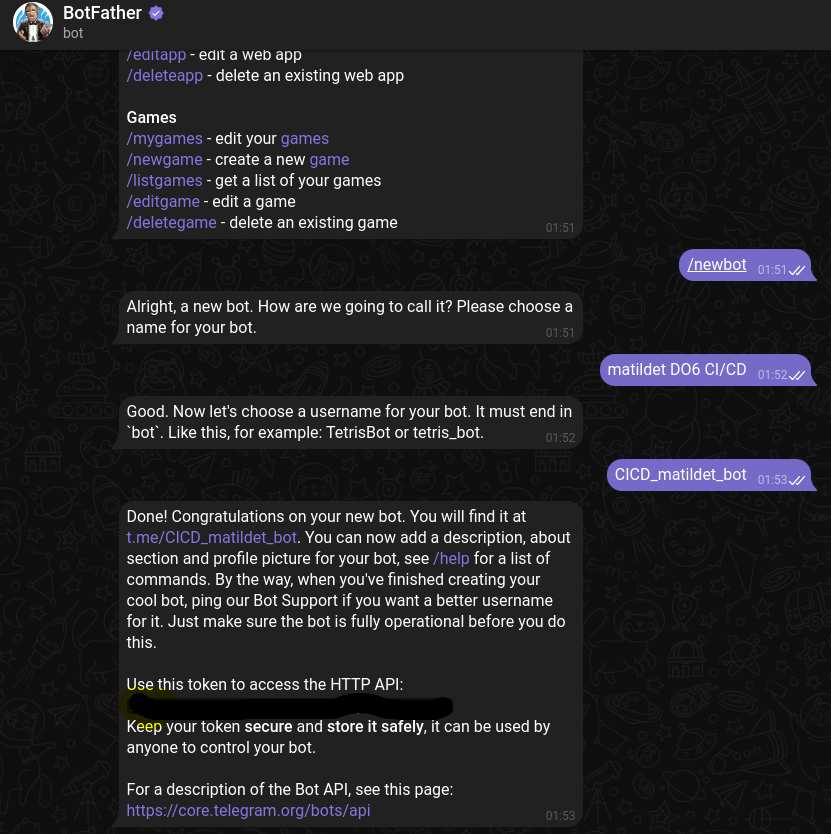 BotFather
bot
/editapp - edit a web app
/deleteapp - delete an existing web app
Games
/mygames - edit your games
/newgame - create a new game
/listgames - get a list of your games
/editgame - edit a game
/deletegame - delete an existing game
01:51
/newbot 01:51
Alright, a new bot. How are we going to call it? Please choose a
name for your bot.
01:51
matildet DO6 CI/CD 01:52
Good. Now let's choose a username for your bot. It must end in
`bot`. Like this, for example: TetrisBot or tetris_bot.
01:52
CICD_matildet_bot 01:53
Done! Congratulations on your new bot. You will find it at
t.me/CICD_matildet_bot. You can now add a description, about
section and profile picture for your bot, see /help for a list of
commands. By the way, when you've finished creating your
cool bot, ping our Bot Support if you want a better username
for it. Just make sure the bot is fully operational before you do
this.
Use this token to access the HTTP API:
Keep your token secure and store it safely, it can be used by
anyone to control your bot.
For a description of the Bot API, see this page:
https://core.telegram.org/bots/api
01:53